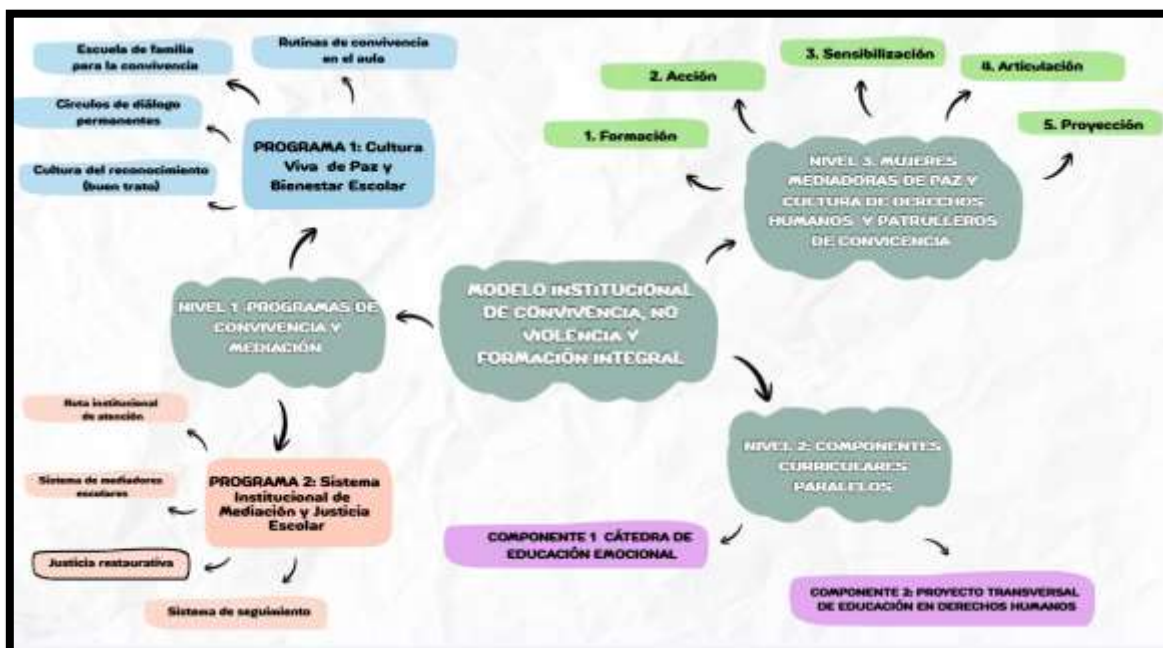 Escuela de familia
para la convivencia
Rutinas de convivencia
en el aula
Círculos de diálogo
permanentes
Cultura del reconocimiento
(buen trato)
PROGRAMA 1: Cultura
Viva de Paz y
Bienestar Escolar
NIVEL 1 PROGRAMAS DE
CONVIVENCIA Y
MEDIACIÓN
Ruta institucional
de atención
Sistema de mediadores
escolares
Justicia restaurativa
Sistema de seguimiento
PROGRAMA 2: Sistema
Institucional de
Mediación y Justicia
Escolar
MODELO INSTITUCIONAL
DE CONVIVENCIA, NO
VIOLENCIA Y
FORMACIÓN INTEGRAL
1. Formación
2. Acción
3. Sensibilización
4. Articulación
5. Proyección
NIVEL 3. MUJERES
MEDIADORAS DE PAZ Y
CULTURA DE DERECHOS
HUMANOS Y PATRULLEROS
DE CONVICENCIA
NIVEL 2: COMPONENTES
CURRICULARES
PARALELOS
COMPONENTE 1 CÁTEDRA DE
EDUCACIÓN EMOCIONAL
COMPONENTE 2: PROYECTO TRANSVERSAL
DE EDUCACIÓN EN DERECHOS HUMANOS